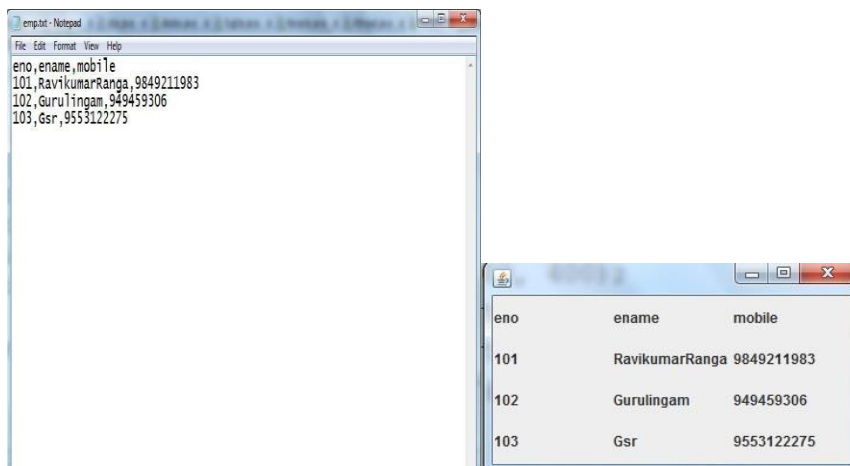 emp.txt - Notepad
File Edit Format View Help
eno,ename,mobile
101,RavikumarRanga,9849211983
102,Gurulingam,949459306
103,Gsr,9553122275
eno ename mobile
101 RavikumarRanga 9849211983
102 Gurulingam 949459306
103 Gsr 9553122275